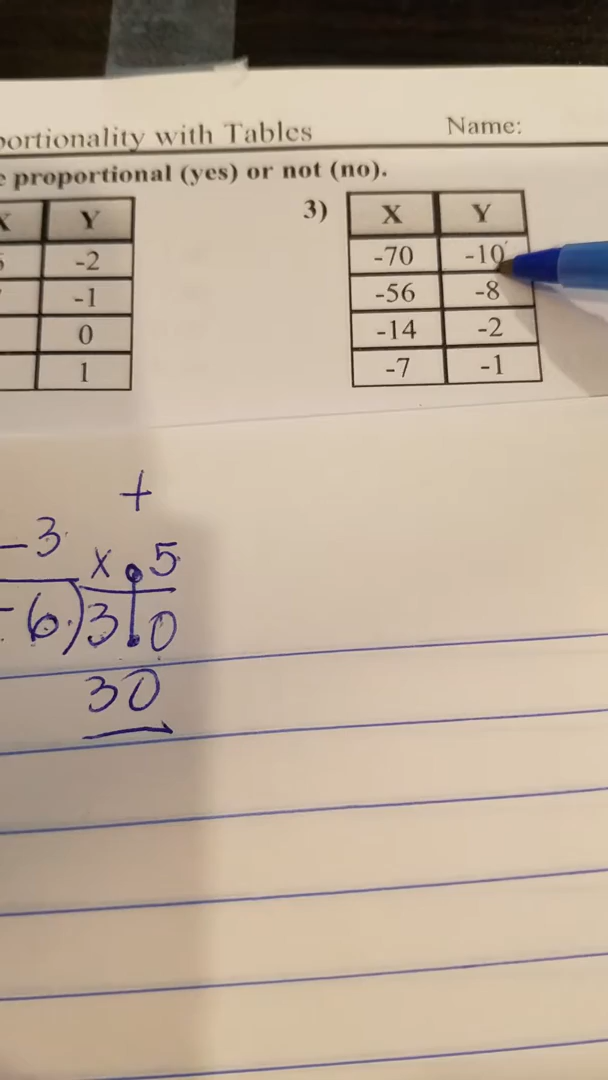 portionality with Tables Name:
proportional (yes) or not (no).
X Y
-2
-1
0
1
3)
X Y
-70 -10
-56 -8
-14 -2
-7 -1
+
-3 x.5
-6.)3.0
30